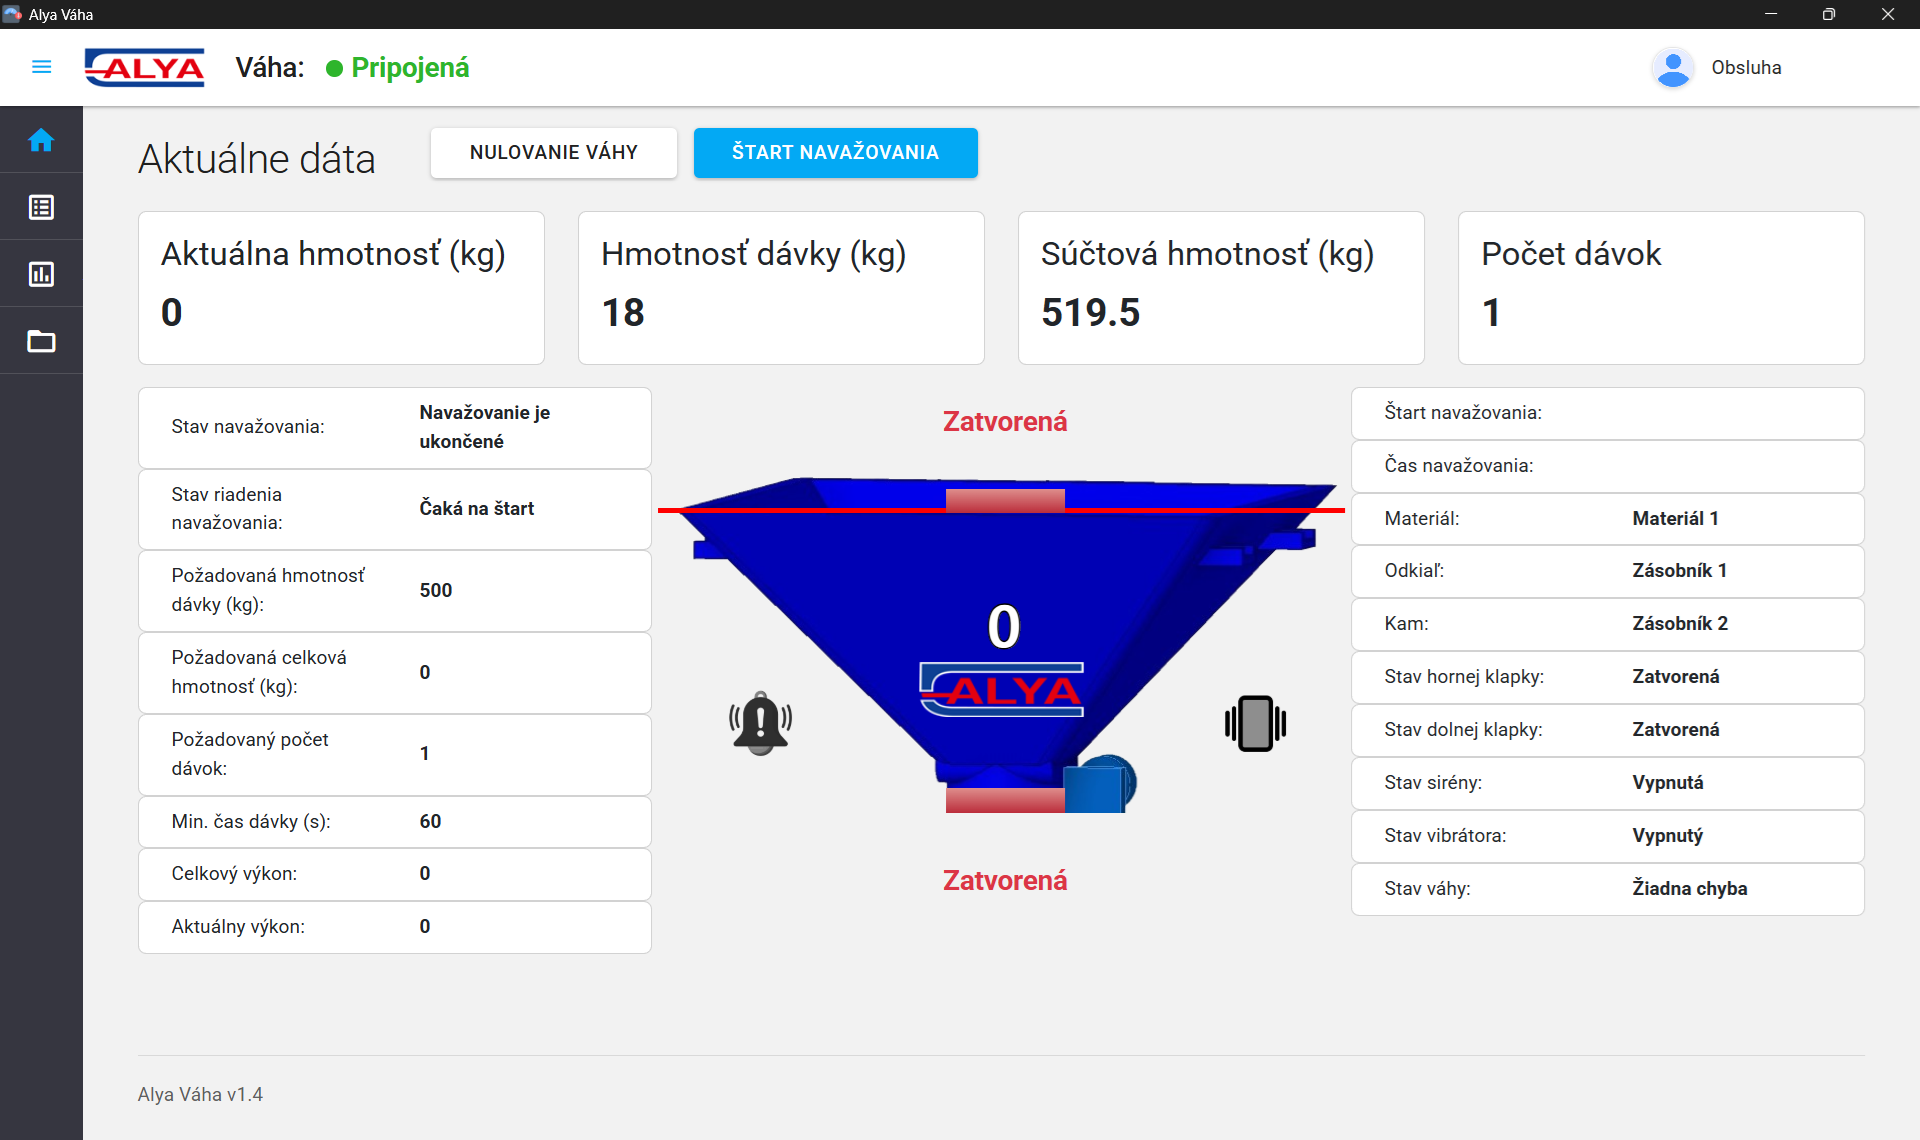 Alya Váha
ALYA
Váha:
Pripojená
Obsluha
Aktuálne dáta
NULOVANIE VÁHY
ŠTART NAVAŽOVANIA
Aktuálna hmotnosť (kg)
0
Hmotnosť dávky (kg)
18
Súčtová hmotnosť (kg)
519.5
Počet dávok
1
Stav navažovania:
Navažovanie je
ukončené
Stav riadenia
navažovania:
Čaká na štart
Požadovaná hmotnosť
dávky (kg):
500
Požadovaná celková
hmotnosť (kg):
0
Požadovaný počet
dávok:
1
Min. čas dávky (s):
60
Celkový výkon:
0
Aktuálny výkon:
0
Zatvorená
0
ALYA
Zatvorená
Štart navažovania:
Čas navažovania:
Materiál:
Materiál 1
Odkiaľ:
Zásobník 1
Kam:
Zásobník 2
Stav hornej klapky:
Zatvorená
Stav dolnej klapky:
Zatvorená
Stav sirény:
Vypnutá
Stav vibrátora:
Vypnutý
Stav váhy:
Žiadna chyba
Alya Váha v1.4